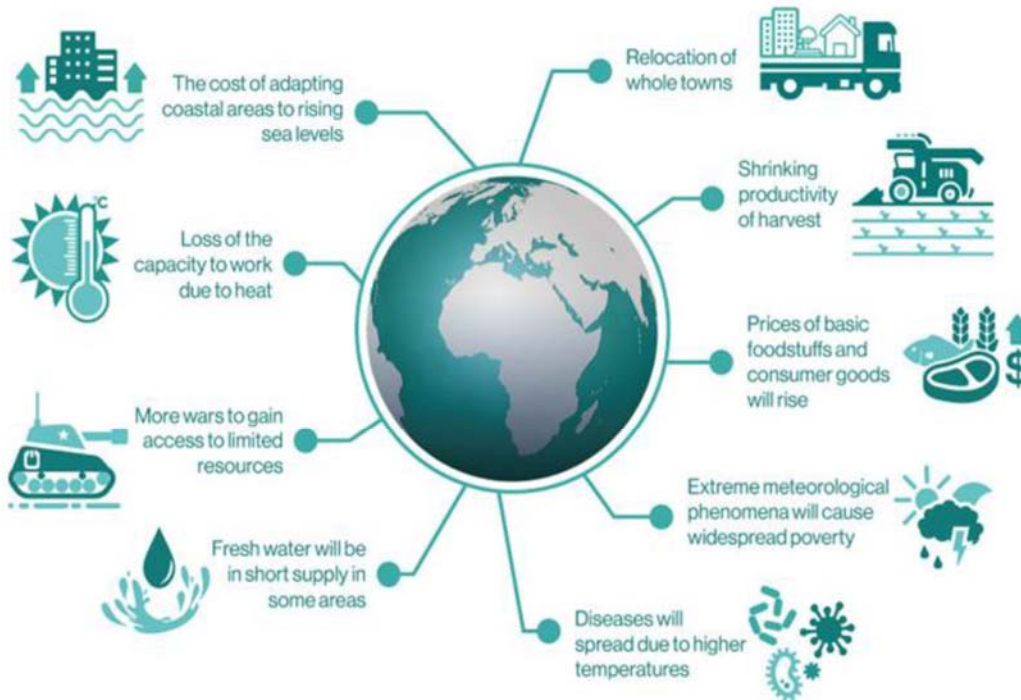 The cost of adapting
coastal areas to rising
sea levels
Relocation of
whole towns
°C
Loss of the
capacity to work
due to heat
Shrinking
productivity
of harvest
Prices of basic
foodstuffs and
consumer goods
will rise
$
More wars to gain
access to limited
resources
Extreme meteorological
phenomena will cause
widespread poverty
Fresh water will be
in short supply in
some areas
Diseases will
spread due to higher
temperatures